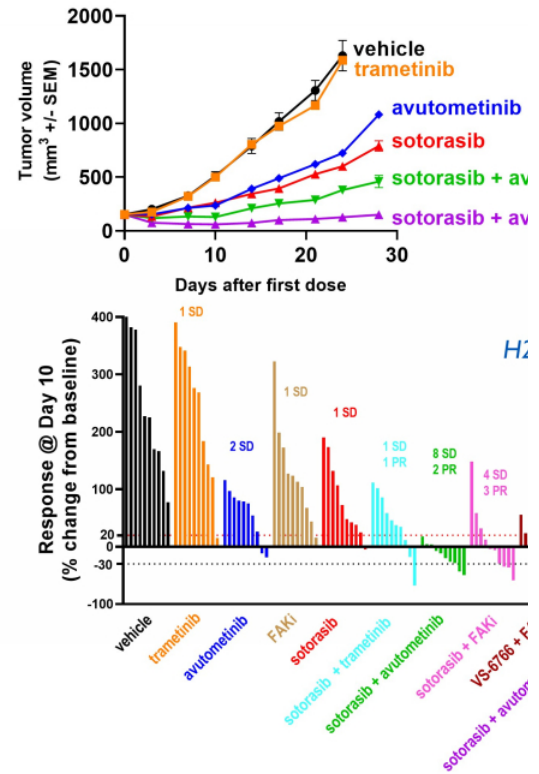 2000
1500
1000
500
0
Tumor volume
(mm³ +/- SEM)
vehicle
trametinib
avutometinib
sotorasib
sotorasib + av
sotorasib + av
0 10 20 30
Days after first dose
H2
400
300
200
100
20
0
-30
-100
Response @ Day 10
(% change from baseline)
1 SD
2 SD
1 SD
1 SD
1 SD
1 PR
8 SD
2 PR
4 SD
3 PR
vehicle
trametinib
avutometinib
FAKi
sotorasib
sotorasib + trametinib
sotorasib + avutometinib
sotorasib + FAKi
VS-6766 + FA
sotorasib + avutome